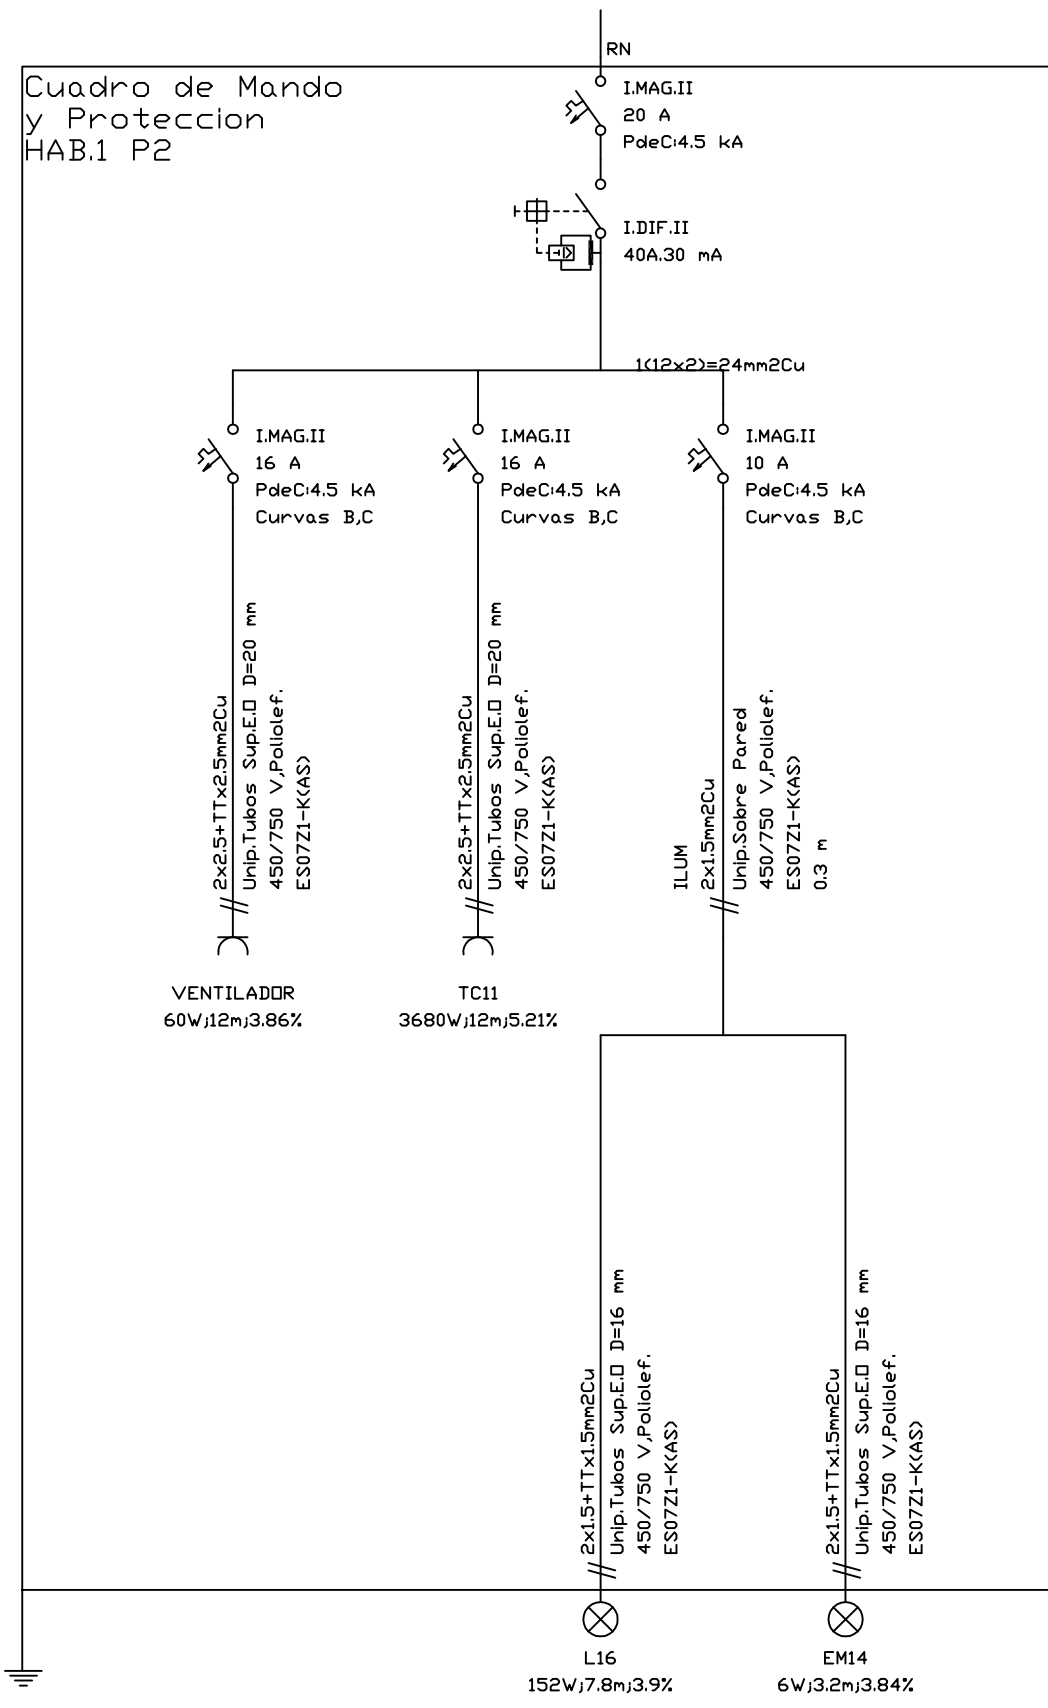 RN
Cuadro de Mando
y Proteccion
HAB.1 P2
I.MAG.II
20 A
PdeC:4.5 kA
I.DIF.II
40A.30 mA
1(12x2)=24mm2Cu
I.MAG.II
16 A
PdeC:4.5 kA
Curvas B,C
I.MAG.II
16 A
PdeC:4.5 kA
Curvas B,C
I.MAG.II
10 A
PdeC:4.5 kA
Curvas B,C
2x2.5+TTx2.5mm2Cu
Unip.Tubos Sup.E.O D=20 mm
450/750 V,Poliolef.
ES07Z1-K(AS)
2x2.5+TTx2.5mm2Cu
Unip.Tubos Sup.E.O D=20 mm
450/750 V,Poliolef.
ES07Z1-K(AS)
ILUM
2x1.5mm2Cu
Unip.Sobre Pared
450/750 V,Poliolef.
ES07Z1-K(AS)
0.3 m
VENTILADOR
60W;12m;3.86%
TC11
3680W;12m;5.21%
2x1.5+TTx1.5mm2Cu
Unip.Tubos Sup.E.O D=16 mm
450/750 V,Poliolef.
ES07Z1-K(AS)
2x1.5+TTx1.5mm2Cu
Unip.Tubos Sup.E.O D=16 mm
450/750 V,Poliolef.
ES07Z1-K(AS)
L16
152W;7.8m;3.9%
EM14
6W;3.2m;3.84%